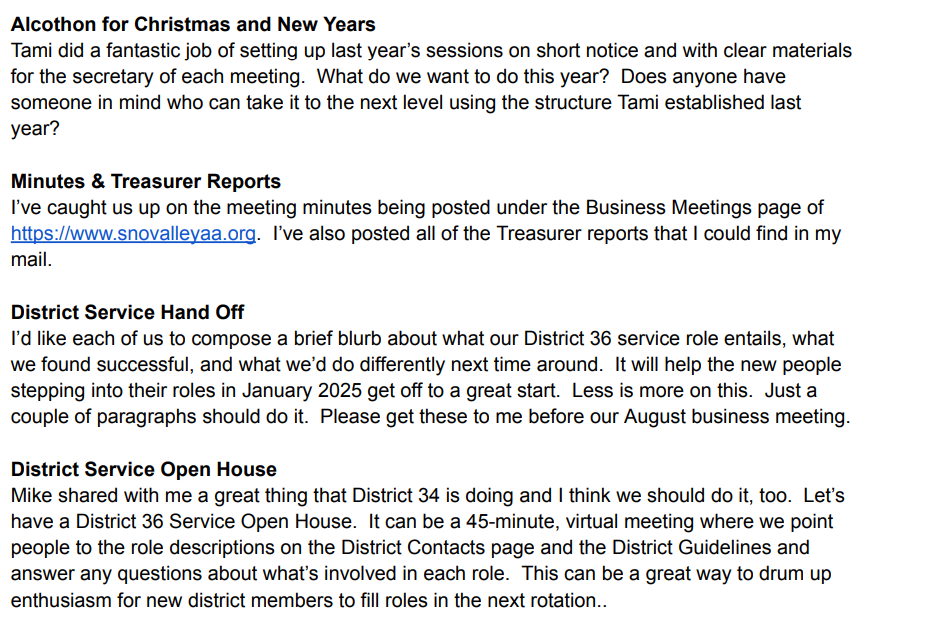 Alcothon for Christmas and New Years
Tami did a fantastic job of setting up last year’s sessions on short notice and with clear materials
for the secretary of each meeting.  What do we want to do this year?  Does anyone have
someone in mind who can take it to the next level using the structure Tami established last
year?
Minutes & Treasurer Reports
I’ve caught us up on the meeting minutes being posted under the Business Meetings page of
https://www.snovalleyaa.org.  I’ve also posted all of the Treasurer reports that I could find in my
mail.
District Service Hand Off
I’d like each of us to compose a brief blurb about what our District 36 service role entails, what
we found successful, and what we’d do differently next time around.  It will help the new people
stepping into their roles in January 2025 get off to a great start.  Less is more on this.  Just a
couple of paragraphs should do it.  Please get these to me before our August business meeting.
District Service Open House
Mike shared with me a great thing that District 34 is doing and I think we should do it, too.  Let’s
have a District 36 Service Open House.  It can be a 45-minute, virtual meeting where we point
people to the role descriptions on the District Contacts page and the District Guidelines and
answer any questions about what’s involved in each role.  This can be a great way to drum up
enthusiasm for new district members to fill roles in the next rotation..